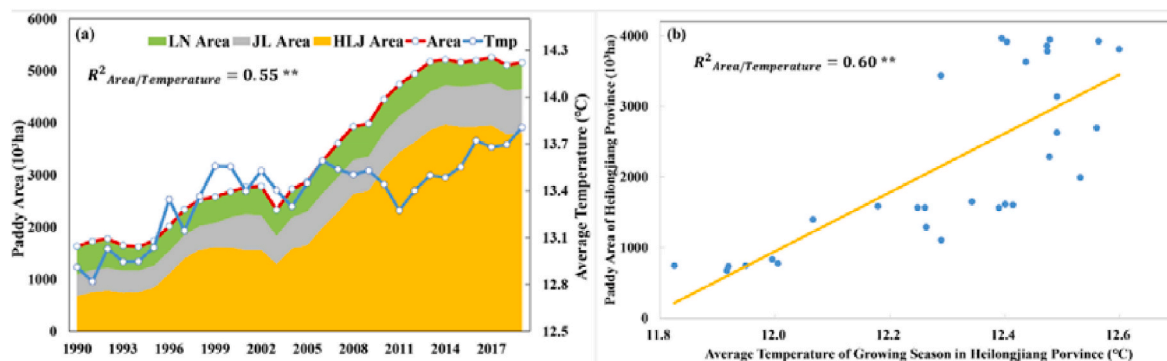 (a)
LN Area JL Area HLJ Area Area Tmp
R² Area/Temperature = 0.55 **
Paddy Area (10³ha)
6000
5000
4000
3000
2000
1000
0
1990 1993 1996 1999 2002 2005 2008 2011 2014 2017
14.3
14.0
13.7
13.4
13.1
12.8
12.5
Average Temperature (°C)
(b)
R² Area/Temperature = 0.60 **
Paddy Area of Heilongjiang Province (10³ha)
4000
3000
2000
1000
0
11.8 12.0 12.2 12.4 12.6
Average Temperature of Growing Season in Heilongjiang Porvince (°C)